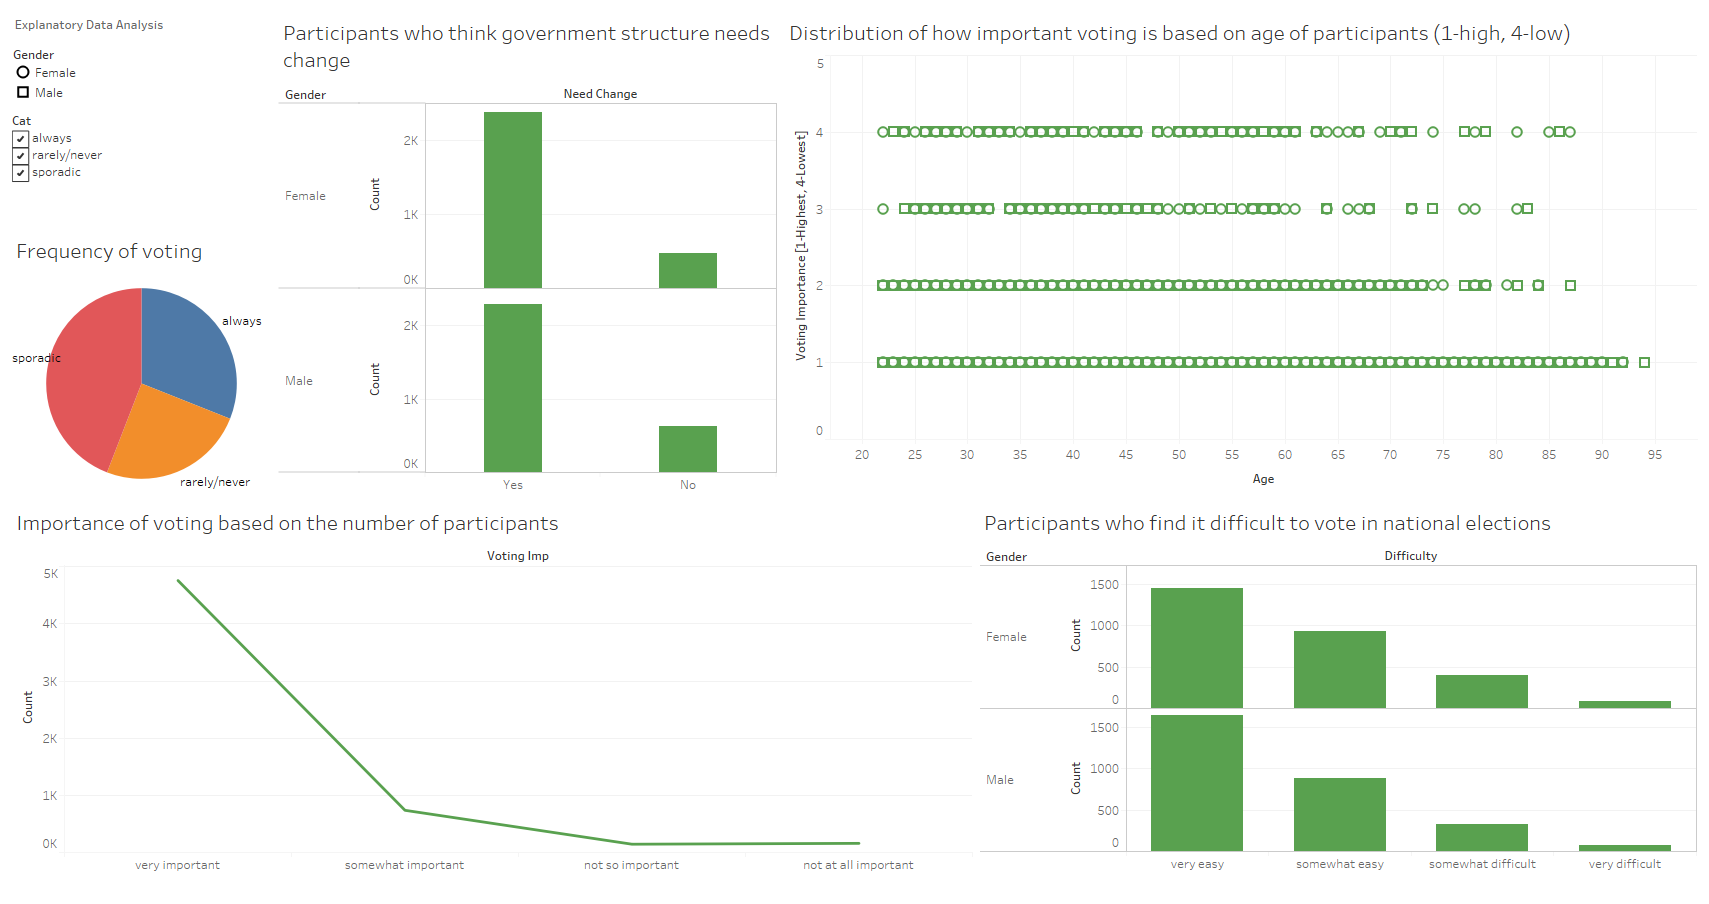 Explanatory Data Analysis
Gender
Female
Male
Cat
always
rarely/never
sporadic
Frequency of voting
always
sporadic
rarely/never
Participants who think government structure needs
change
Gender
Need Change
Female
Count
2K
1K
0K
Male
Count
2K
1K
0K
Yes
No
Distribution of how important voting is based on age of participants (1-high, 4-low)
Voting Importance [1-Highest, 4-Lowest]
5
4
3
2
1
0
20 25 30 35 40 45 50 55 60 65 70 75 80 85 90 95
Age
Importance of voting based on the number of participants
Voting Imp
Count
5K
4K
3K
2K
1K
0K
very important
somewhat important
not so important
not at all important
Participants who find it difficult to vote in national elections
Gender
Difficulty
Female
Count
1500
1000
500
0
Male
Count
1500
1000
500
0
very easy
somewhat easy
somewhat difficult
very difficult